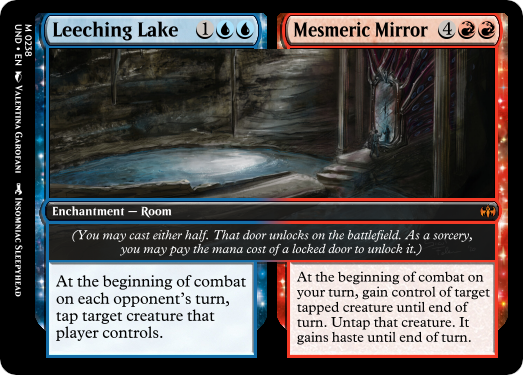 Leeching Lake 1
Mesmeric Mirror 4
Enchantment — Room
(You may cast either half. That door unlocks on the battlefield. As a sorcery,
you may pay the mana cost of a locked door to unlock it.)
At the beginning of combat
on each opponent's turn,
tap target creature that
player controls.
At the beginning of combat on
your turn, gain control of target
tapped creature until end of
turn. Untap that creature. It
gains haste until end of turn.
M 0238
UND • EN Valentina Garofani Insomniac Sleepyhead